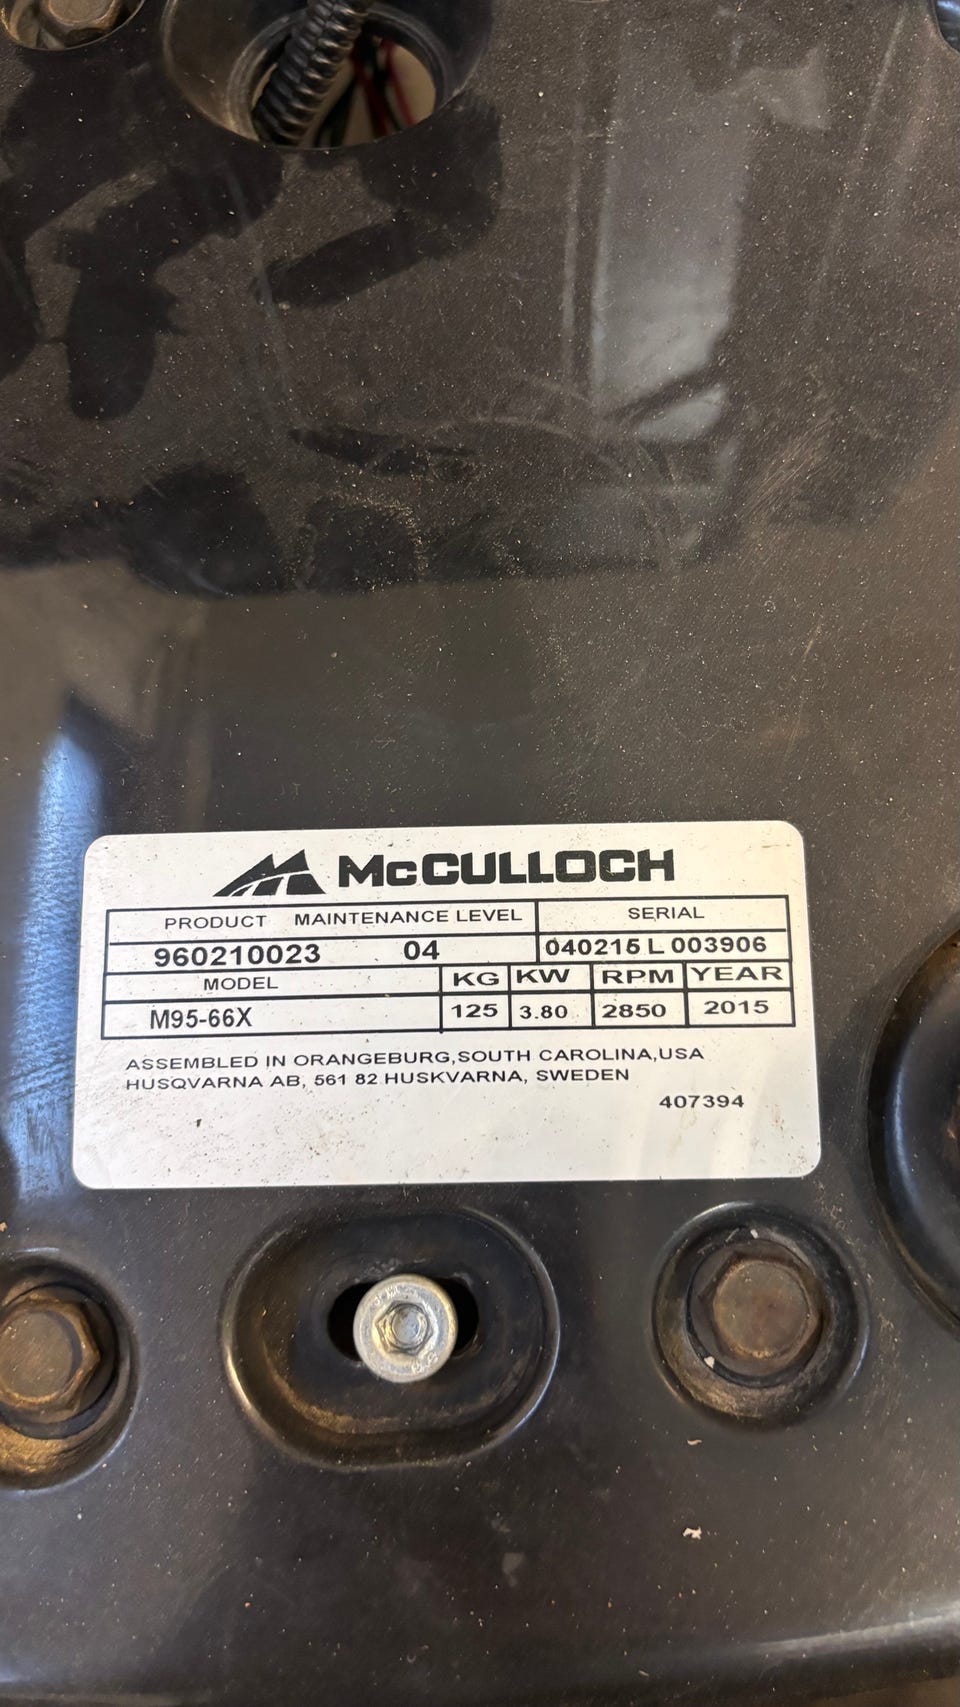 McCULLOCH
PRODUCT MAINTENANCE LEVEL SERIAL
960210023 04 040215 L 003906
MODEL KG KW RPM YEAR
M95-66X 125 3.80 2850 2015
ASSEMBLED IN ORANGEBURG,SOUTH CAROLINA,USA
HUSQVARNA AB, 561 82 HUSKVARNA, SWEDEN
407394